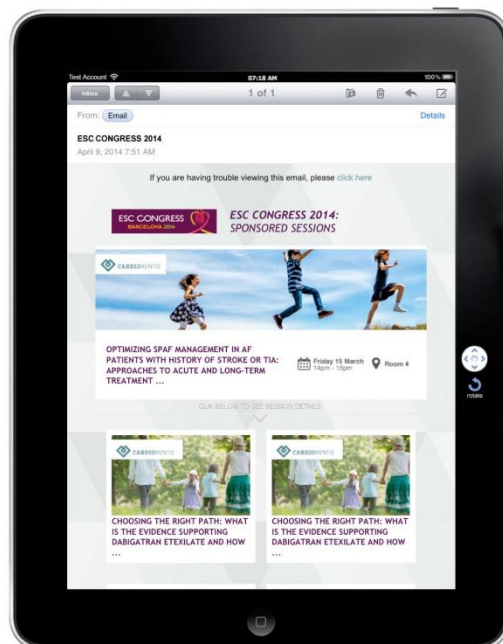 Test Account
07:18 AM
100%
Inbox
1 of 1
From: Email
Details
ESC CONGRESS 2014
April 9, 2014 7:51 AM
If you are having trouble viewing this email, please click here
ESC CONGRESS
BARCELONA 2014
ESC CONGRESS 2014:
SPONSORED SESSIONS
CARDIORENTIS
OPTIMIZING SPAF MANAGEMENT IN AF
PATIENTS WITH HISTORY OF STROKE OR TIA:
APPROACHES TO ACUTE AND LONG-TERM
TREATMENT ...
Friday 15 March
14pm - 16pm
Room 4
CLIK BELOW TO SEE SESSION DETAILS
CARDIORENTIS
CHOOSING THE RIGHT PATH: WHAT
IS THE EVIDENCE SUPPORTING
DABIGATRAN ETEXILATE AND HOW
...
CARDIORENTIS
CHOOSING THE RIGHT PATH: WHAT
IS THE EVIDENCE SUPPORTING
DABIGATRAN ETEXILATE AND HOW
...
rotate